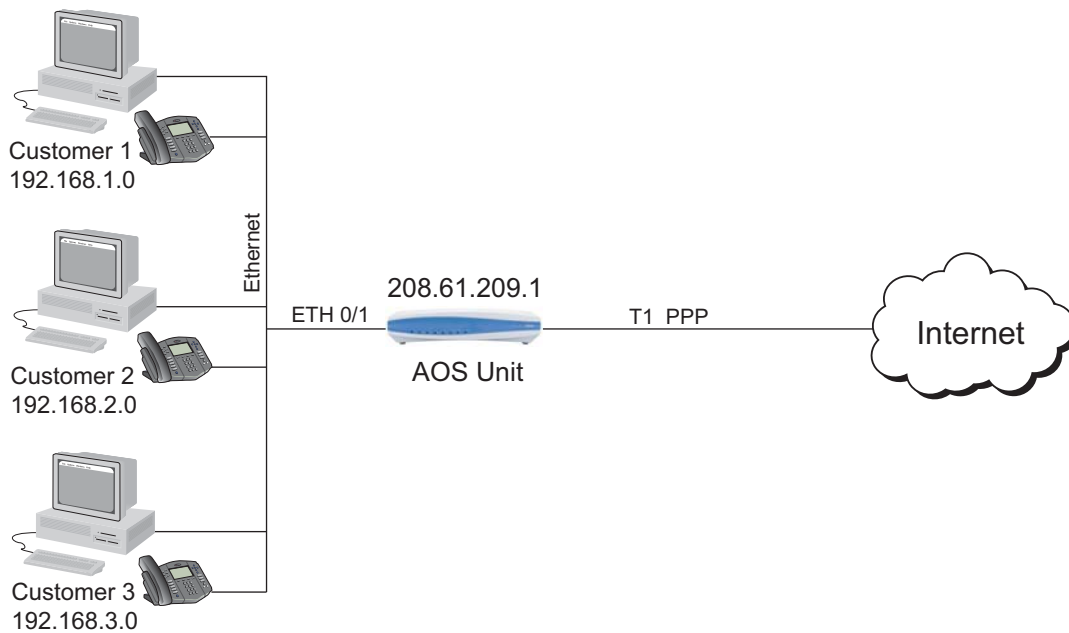 Customer 1
192.168.1.0
Ethernet
Customer 2
192.168.2.0
ETH 0/1
208.61.209.1
AOS Unit
T1 PPP
Internet
Customer 3
192.168.3.0